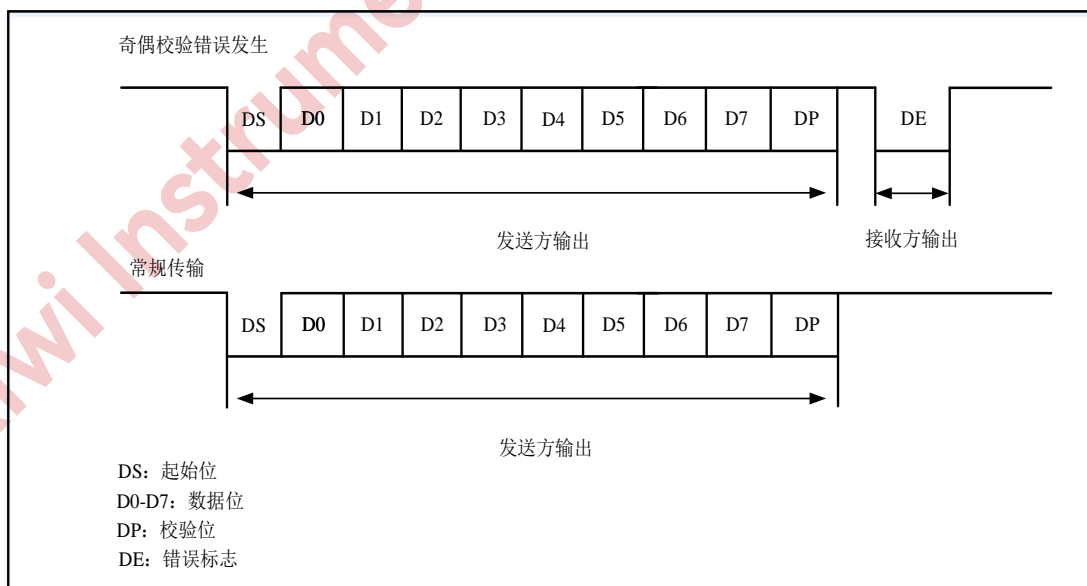 奇偶校验错误发生
DS D0 D1 D2 D3 D4 D5 D6 D7 DP DE
发送方输出 接收方输出
常规传输
DS D0 D1 D2 D3 D4 D5 D6 D7 DP
发送方输出
DS：起始位
D0-D7：数据位
DP：校验位
DE：错误标志